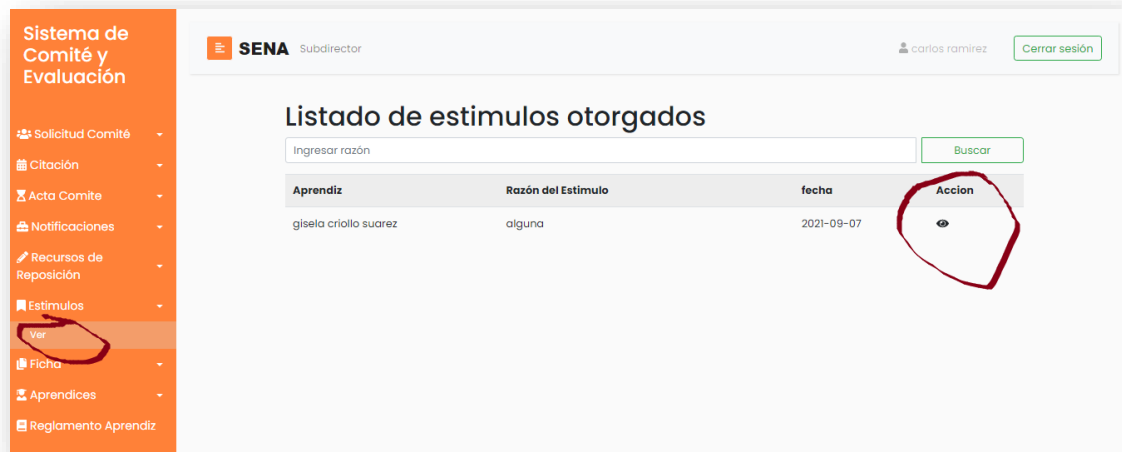 Sistema de
Comité y
Evaluación
SENA Subdirector
carlos ramirez
Cerrar sesión
Solicitud Comité
Citación
Acta Comite
Notificaciones
Recursos de
Reposición
Estimulos
Ver
Ficha
Aprendices
Reglamento Aprendiz
Listado de estimulos otorgados
Ingresar razón
Buscar
Aprendiz Razón del Estimulo fecha Accion
gisela criollo suarez alguna 2021-09-07